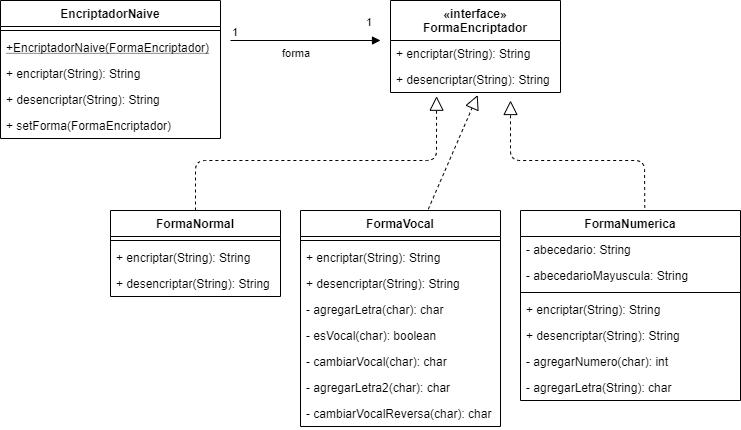 EncriptadorNaive
+EncriptadorNaive(FormaEncriptador)
+ encriptar(String): String
+ desencriptar(String): String
+ setForma(FormaEncriptador)
1
1
forma
«interface»
FormaEncriptador
+ encriptar(String): String
+ desencriptar(String): String
FormaNormal
+ encriptar(String): String
+ desencriptar(String): String
FormaVocal
+ encriptar(String): String
+ desencriptar(String): String
- agregarLetra(char): char
- esVocal(char): boolean
- cambiarVocal(char): char
- agregarLetra2(char): char
- cambiarVocalReversa(char): char
FormaNumerica
- abecedario: String
- abecedarioMayuscula: String
+ encriptar(String): String
+ desencriptar(String): String
- agregarNumero(char): int
- agregarLetra(String): char